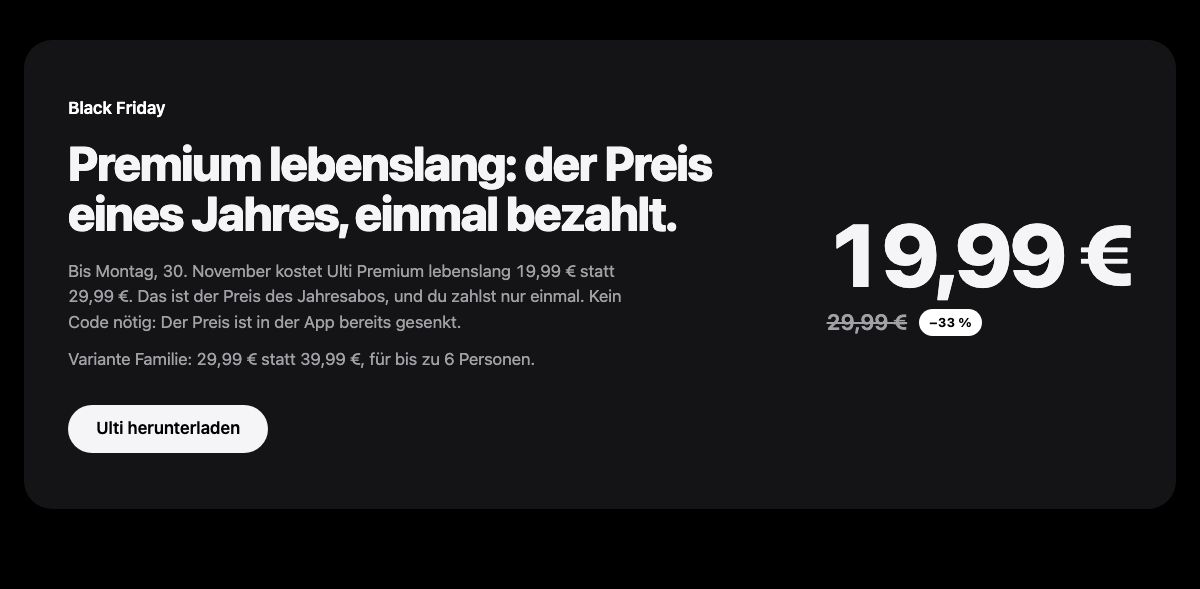 Black Friday
Premium lebenslang: der Preis
eines Jahres, einmal bezahlt.
Bis Montag, 30. November kostet Ulti Premium lebenslang 19,99 € statt
29,99 €. Das ist der Preis des Jahresabos, und du zahlst nur einmal. Kein
Code nötig: Der Preis ist in der App bereits gesenkt.
Variante Familie: 29,99 € statt 39,99 €, für bis zu 6 Personen.
Ulti herunterladen
19,99 €
29,99 € −33 %